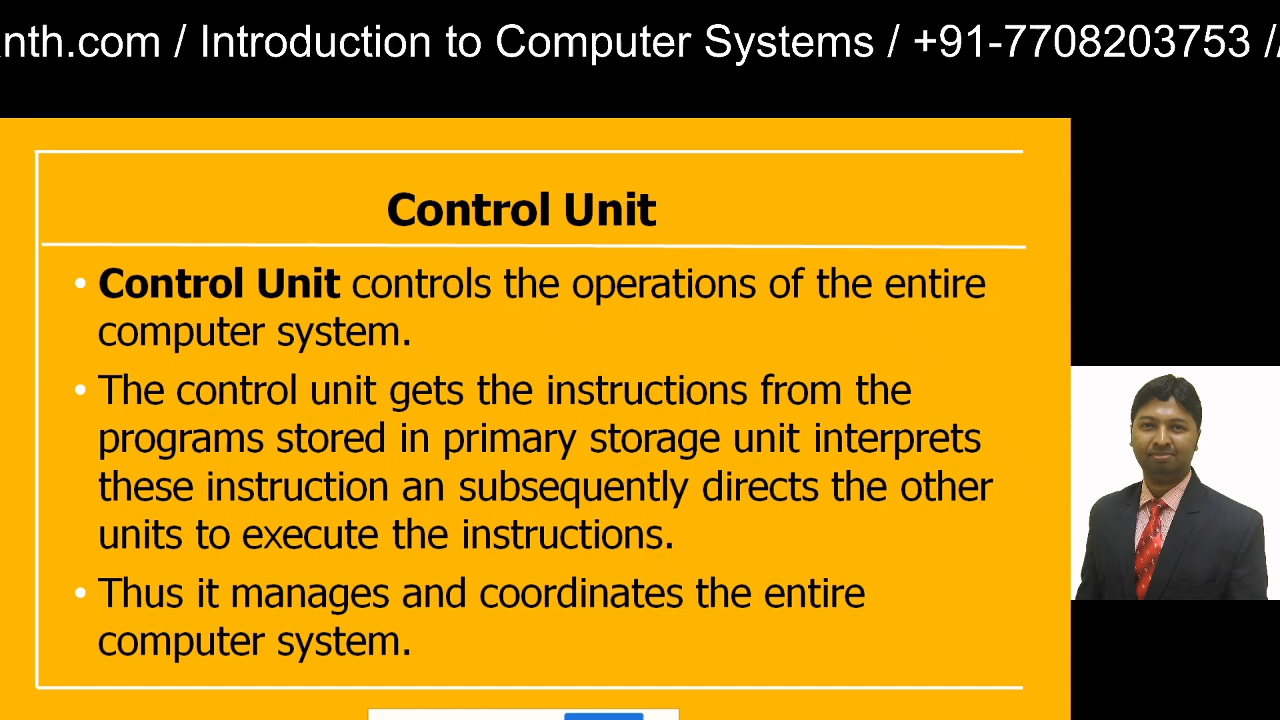 nth.com / Introduction to Computer Systems / +91-7708203753 //
Control Unit
• Control Unit controls the operations of the entire
computer system.
• The control unit gets the instructions from the
programs stored in primary storage unit interprets
these instruction an subsequently directs the other
units to execute the instructions.
• Thus it manages and coordinates the entire
computer system.